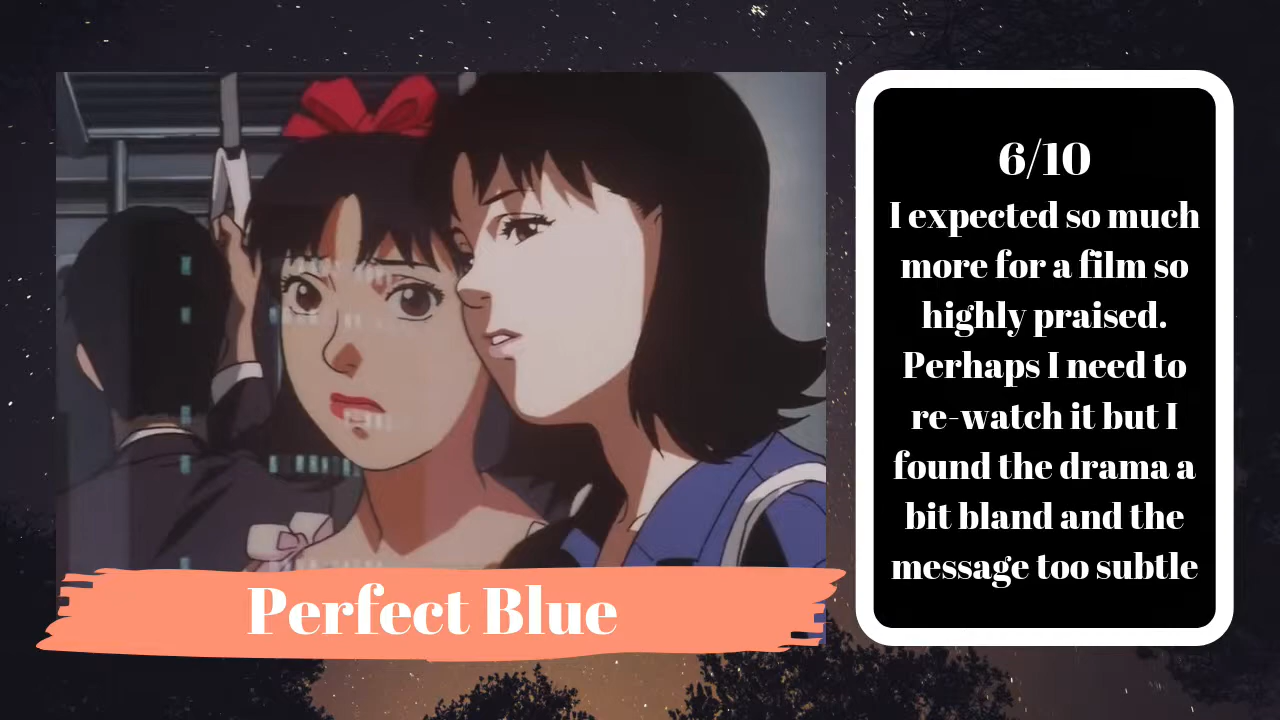 6/10
I expected so much
more for a film so
highly praised.
Perhaps I need to
re-watch it but I
found the drama a
bit bland and the
message too subtle
Perfect Blue